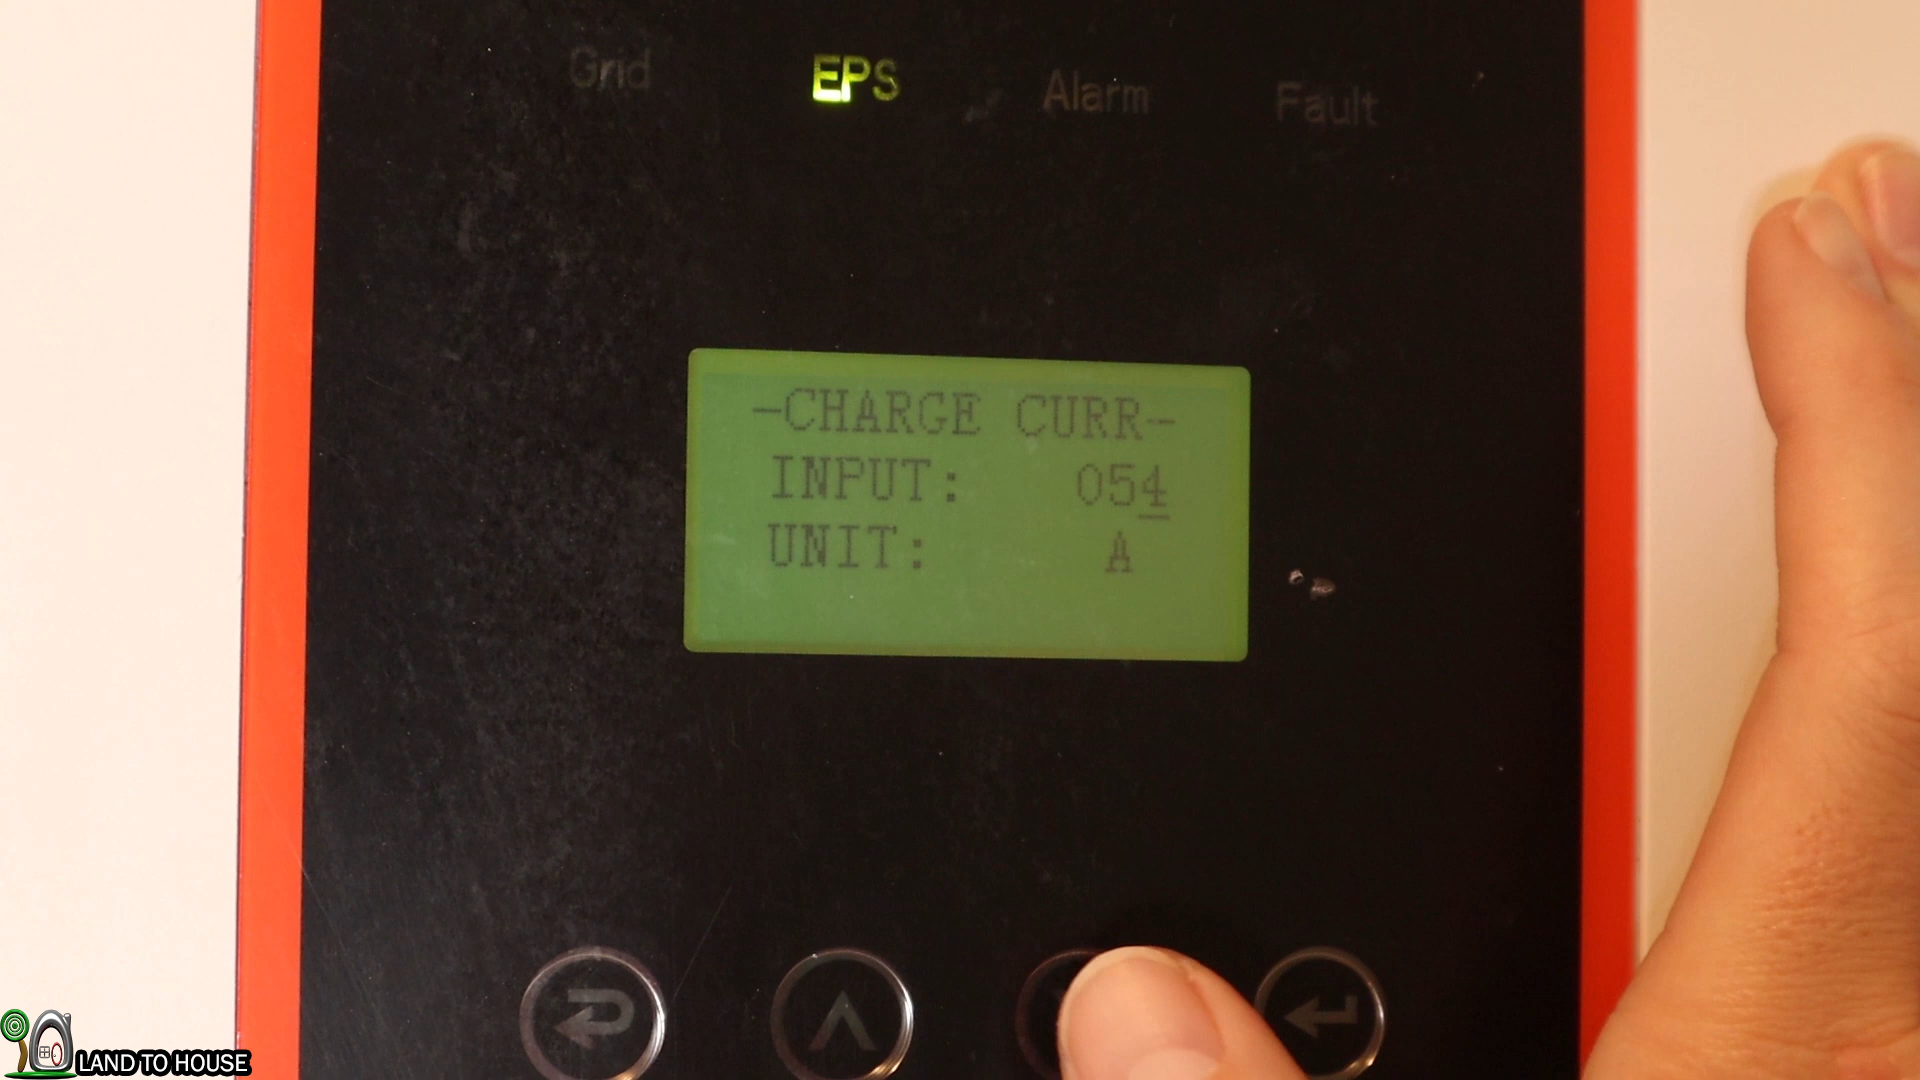 Grid EPS Alarm Fault
-CHARGE CURR-
INPUT: 054
UNIT: A
LAND TO HOUSE